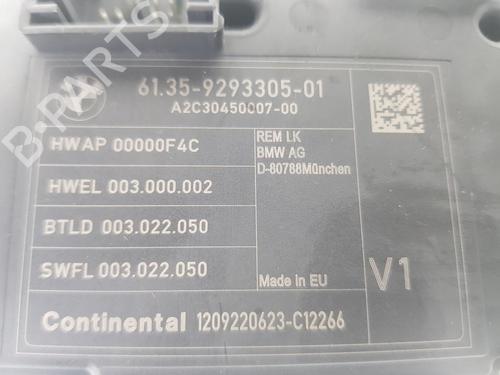 61.35-9293305-01
A2C30450007-00
HWAP 00000F4C
HWEL 003.000.002
BTLD 003.022.050
SWFL 003.022.050
REM LK
BMW AG
D-80788München
Made in EU
V1
Continental 1209220623-C12266
B-PARTS